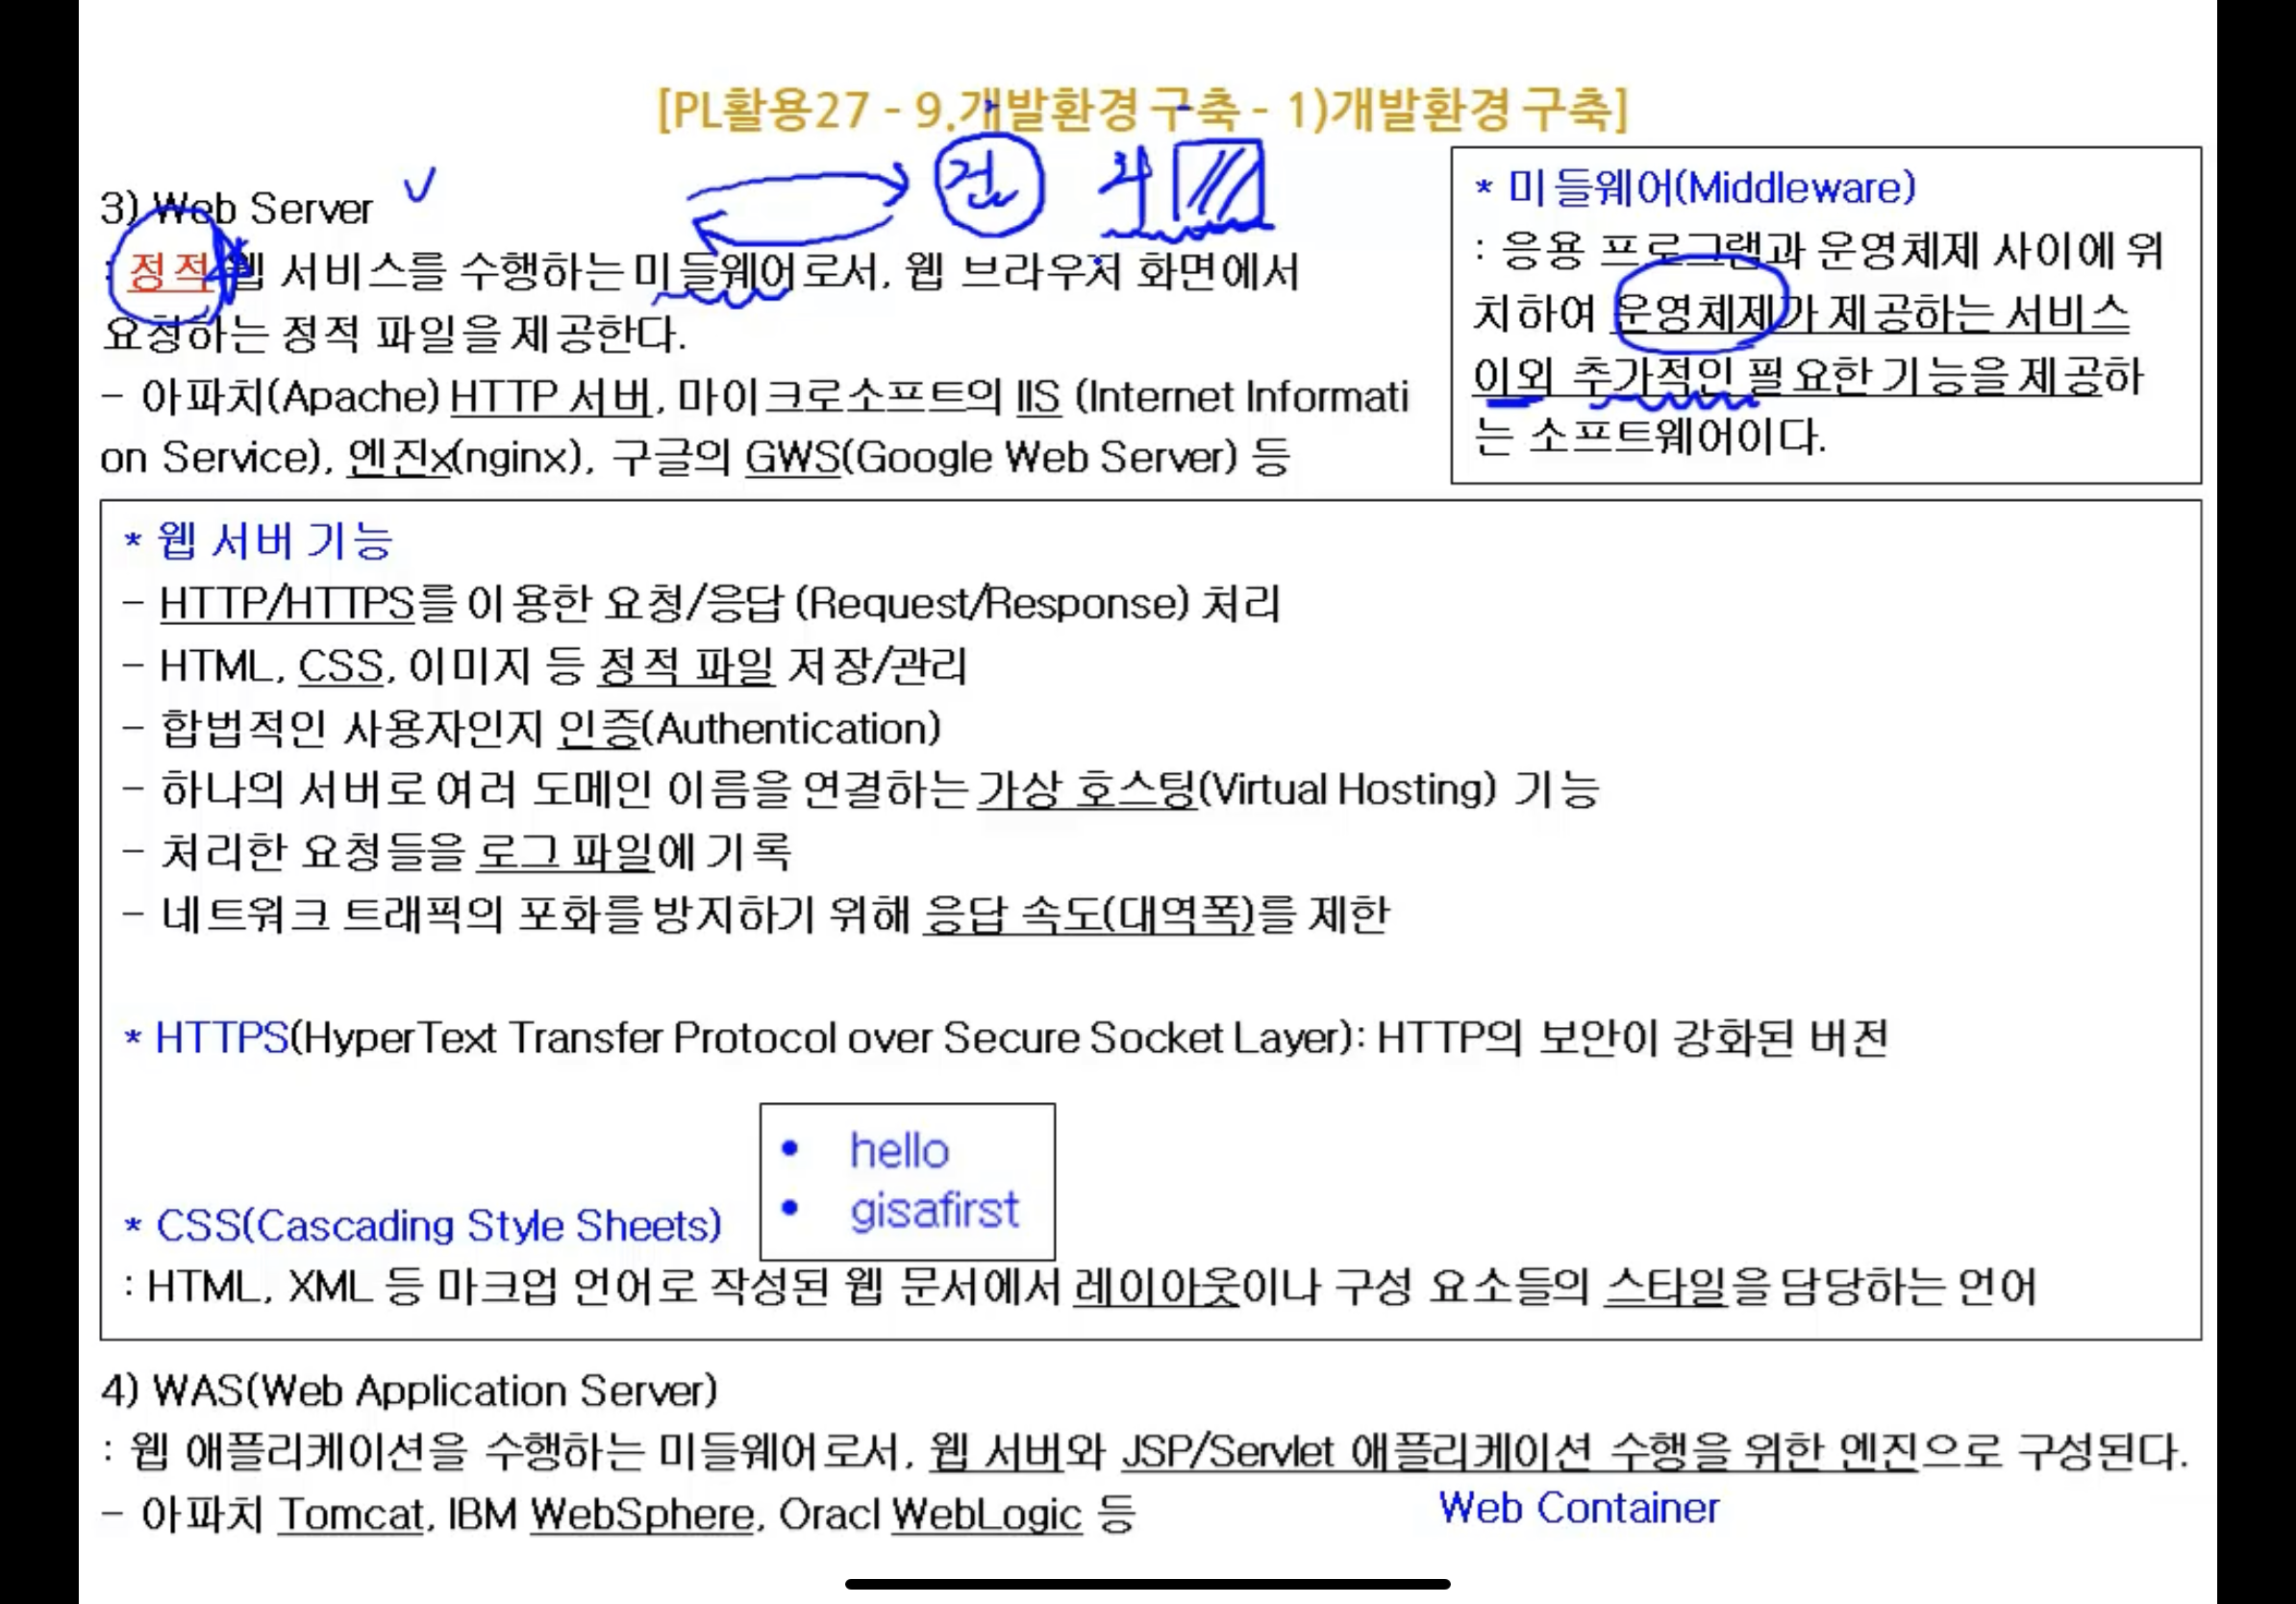 [PL활용27 - 9.개발환경 구축 - 1)개발환경 구축]
3) Web Server
: 정적 웹 서비스를 수행하는 미들웨어로서, 웹 브라우저 화면에서
요청하는 정적 파일을 제공한다.
- 아파치(Apache) HTTP 서버, 마이크로소프트의 IIS (Internet Informati
on Service), 엔진x(nginx), 구글의 GWS(Google Web Server) 등
* 미들웨어(Middleware)
: 응용 프로그램과 운영체제 사이에 위
치하여 운영체제가 제공하는 서비스
이외 추가적인 필요한 기능을 제공하
는 소프트웨어이다.
* 웹 서버 기능
- HTTP/HTTPS를 이용한 요청/응답 (Request/Response) 처리
- HTML, CSS, 이미지 등 정적 파일 저장/관리
- 합법적인 사용자인지 인증(Authentication)
- 하나의 서버로 여러 도메인 이름을 연결하는 가상 호스팅(Virtual Hosting) 기능
- 처리한 요청들을 로그 파일에 기록
- 네트워크 트래픽의 포화를 방지하기 위해 응답 속도(대역폭)를 제한
* HTTPS(HyperText Transfer Protocol over Secure Socket Layer): HTTP의 보안이 강화된 버전
• hello
• gisafirst
* CSS(Cascading Style Sheets)
: HTML, XML 등 마크업 언어로 작성된 웹 문서에서 레이아웃이나 구성 요소들의 스타일을 담당하는 언어
4) WAS(Web Application Server)
: 웹 애플리케이션을 수행하는 미들웨어로서, 웹 서버와 JSP/Servlet 애플리케이션 수행을 위한 엔진으로 구성된다.
- 아파치 Tomcat, IBM WebSphere, Oracl WebLogic 등
Web Container